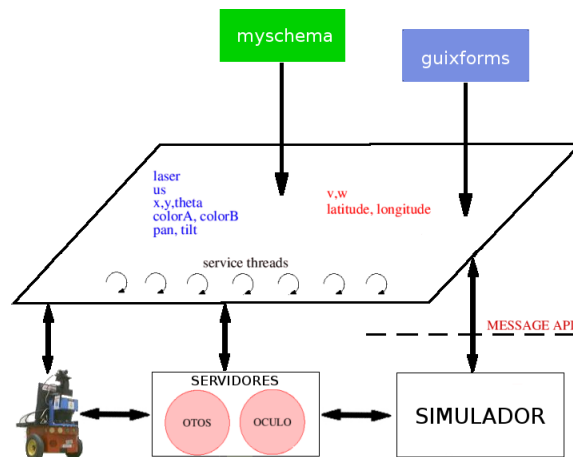 myschema
guixforms
laser
us
x,y,theta
colorA, colorB
pan, tilt
v,w
latitude, longitude
service threads
MESSAGE API
SERVIDORES
OTOS
OCULO
SIMULADOR